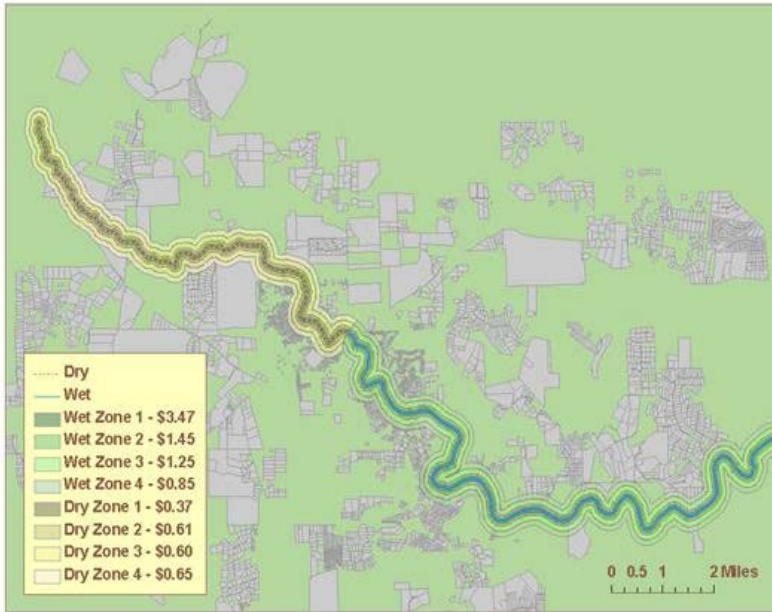 Dry
Wet
Wet Zone 1 - $3.47
Wet Zone 2 - $1.45
Wet Zone 3 - $1.25
Wet Zone 4 - $0.85
Dry Zone 1 - $0.37
Dry Zone 2 - $0.61
Dry Zone 3 - $0.60
Dry Zone 4 - $0.65
0 0.5 1 2 Miles